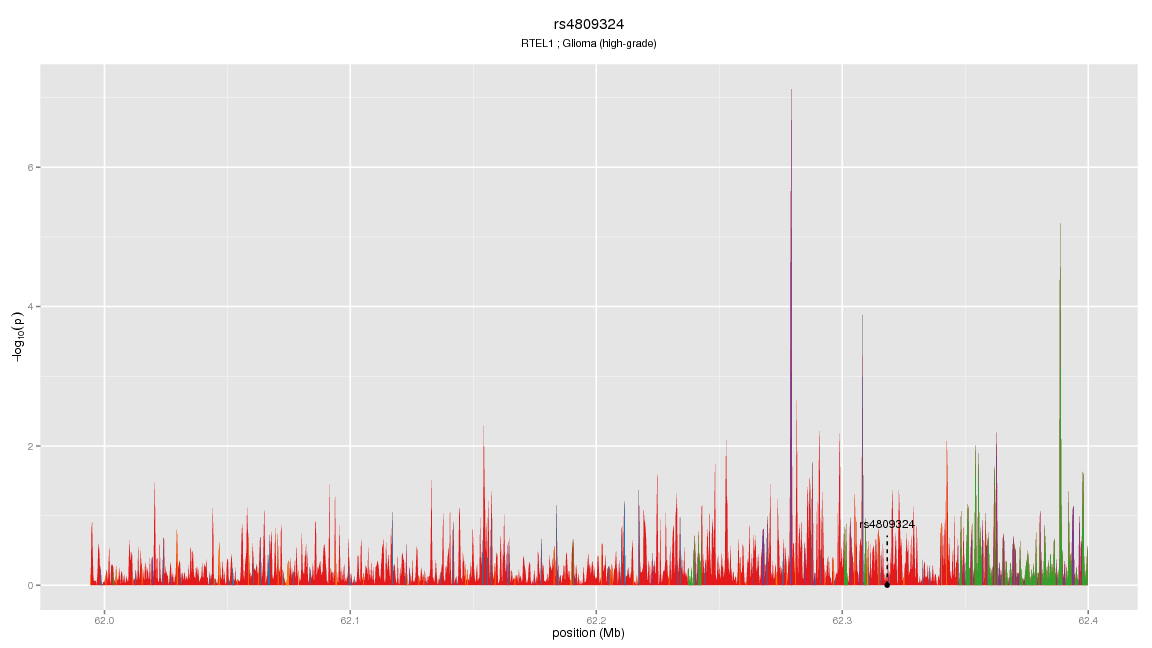 rs4809324
RTEL1 ; Glioma (high-grade)
6
4
2
0
−log10(p)
rs4809324
62.0 62.1 62.2 62.3 62.4
position (Mb)